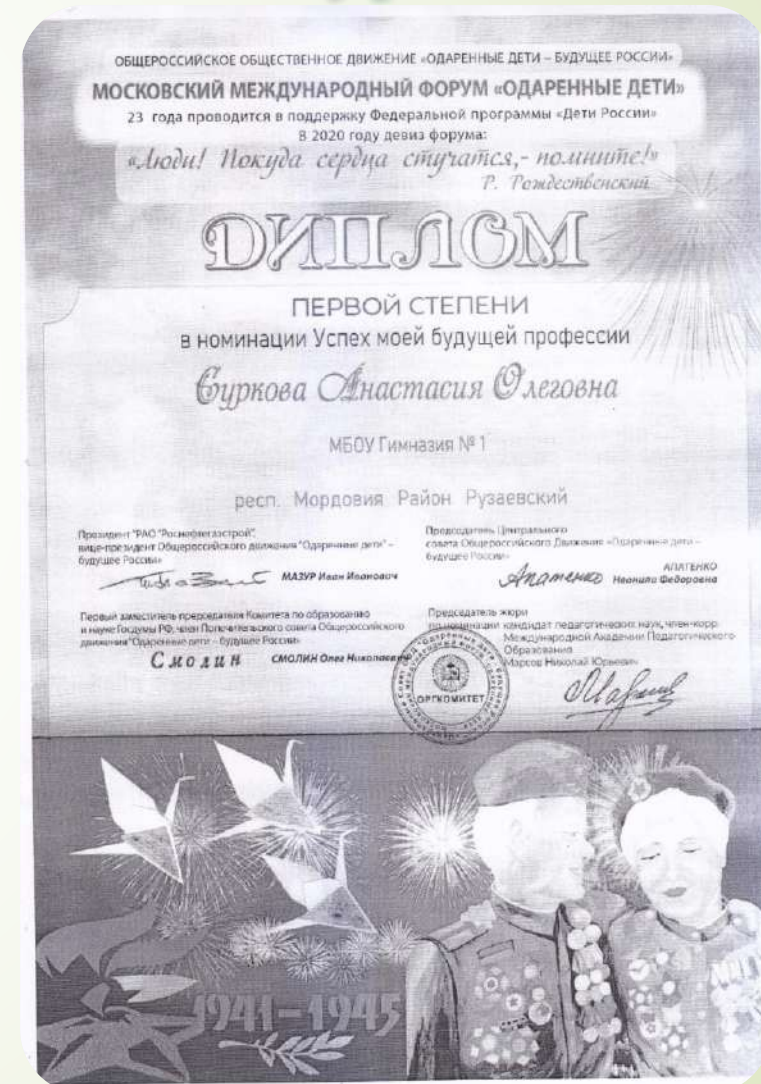 ОБЩЕРОССИЙСКОЕ ОБЩЕСТВЕННОЕ ДВИЖЕНИЕ «ОДАРЕННЫЕ ДЕТИ – БУДУЩЕЕ РОССИИ»
МОСКОВСКИЙ МЕЖДУНАРОДНЫЙ ФОРУМ «ОДАРЕННЫЕ ДЕТИ»
23 года проводится в поддержку Федеральной программы «Дети России»
В 2020 году девиз форума:
«Люди! Покуда сердца стучатся,- помните!»
Р. Рождественский
ДИПЛОМ
ПЕРВОЙ СТЕПЕНИ
в номинации Успех моей будущей профессии
Буркова Анастасия Олеговна
МБОУ Гимназия № 1
респ. Мордовия Район Рузаевский
Президент "РАО "Роснефтегазстрой",
вице-президент Общероссийского движения "Одаренные дети" –
будущее России»
МАЗУР Иван Иванович
Председатель Центрального
совета Общероссийского Движения «Одаренные дети –
будущее России»
Апатенко
АПАТЕНКО
Неонила Федоровна
Первый заместитель председателя Комитета по образованию
и науке Госдумы РФ, член Попечительского совета Общероссийского
движения "Одаренные дети – будущее России»
Смолин СМОЛИН Олег Николаевич
Председатель жюри
по номинации кандидат педагогических наук, член-корр
Международной Академии Педагогического
Образования
Марсов Николай Юрьевич
ОРГКОМИТЕТ
1941–1945